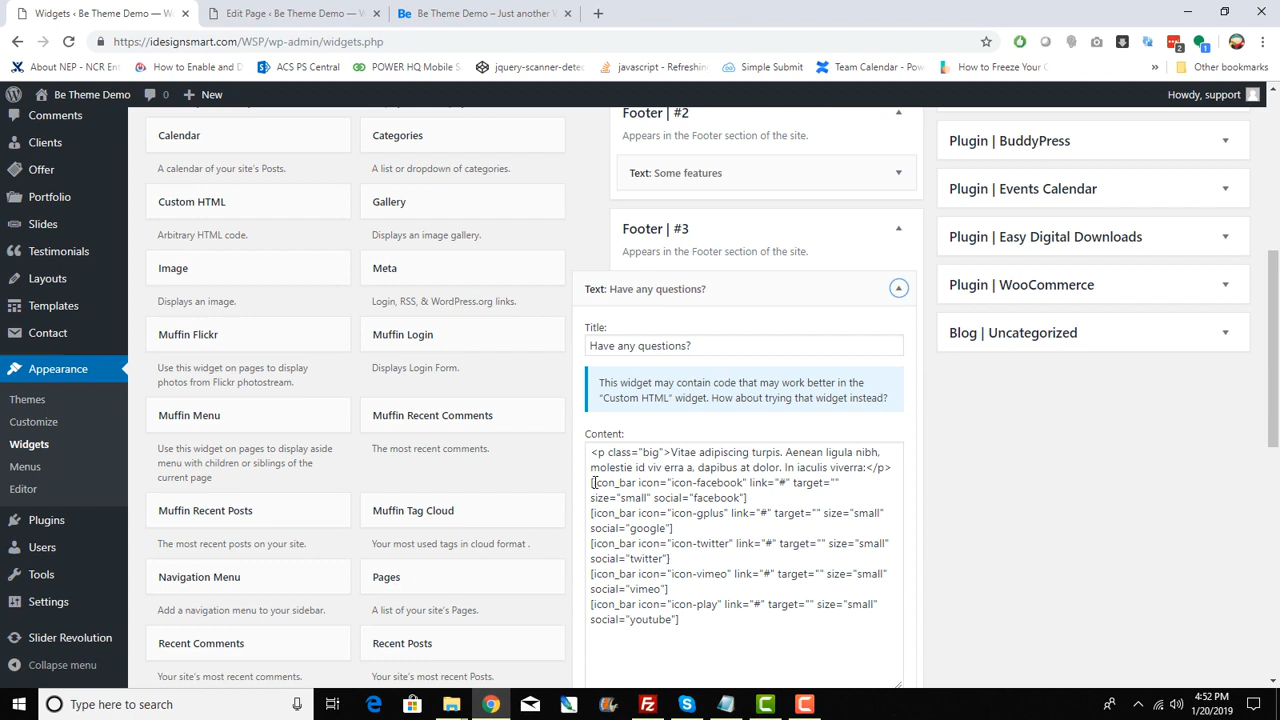 Widgets ‹ Be Theme Demo — Wo
Edit Page ‹ Be Theme Demo — W
Be Theme Demo – Just another
https://idesignsmart.com/WSP/wp-admin/widgets.php
2
1
About NEP - NCR Ent
How to Enable and D
ACS PS Central
POWER HQ Mobile S
jquery-scanner-dete
javascript - Refreshing
Simple Submit
Team Calendar - Pow
How to Freeze Your
»
Other bookmarks
Be Theme Demo
0
New
Howdy, support
Comments
Clients
Offer
Portfolio
Slides
Testimonials
Layouts
Templates
Contact
Appearance
Themes
Customize
Widgets
Menus
Editor
Plugins
Users
Tools
Settings
Slider Revolution
Collapse menu
Calendar
A calendar of your site's Posts.
Categories
A list or dropdown of categories.
Custom HTML
Arbitrary HTML code.
Gallery
Displays an image gallery.
Image
Displays an image.
Meta
Login, RSS, & WordPress.org links.
Muffin Flickr
Use this widget on pages to display
photos from Flickr photostream.
Muffin Login
Displays Login Form.
Muffin Menu
Use this widget on pages to display aside
menu with children or siblings of the
current page
Muffin Recent Comments
The most recent comments.
Muffin Recent Posts
The most recent posts on your site.
Muffin Tag Cloud
Your most used tags in cloud format .
Navigation Menu
Add a navigation menu to your sidebar.
Pages
A list of your site's Pages.
Recent Comments
Your site's most recent comments.
Recent Posts
Your site's most recent Posts.
Footer | #2
Appears in the Footer section of the site.
Text: Some features
Footer | #3
Appears in the Footer section of the site.
Text: Have any questions?
Title:
Have any questions?
This widget may contain code that may work better in the
“Custom HTML” widget. How about trying that widget instead?
Content:
<p class="big">Vitae adipiscing turpis. Aenean ligula nibh,
molestie id viv erra a, dapibus at dolor. In iaculis viverra:</p>
[icon_bar icon="icon-facebook" link="#" target=""
size="small" social="facebook"]
[icon_bar icon="icon-gplus" link="#" target="" size="small"
social="google"]
[icon_bar icon="icon-twitter" link="#" target="" size="small"
social="twitter"]
[icon_bar icon="icon-vimeo" link="#" target="" size="small"
social="vimeo"]
[icon_bar icon="icon-play" link="#" target="" size="small"
social="youtube"]
Plugin | BuddyPress
Plugin | Events Calendar
Plugin | Easy Digital Downloads
Plugin | WooCommerce
Blog | Uncategorized
Type here to search
4:52 PM
1/20/2019